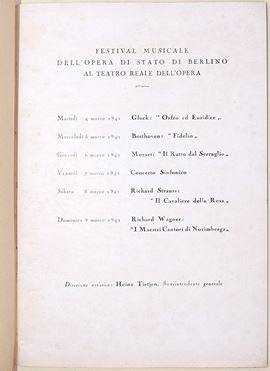 FESTIVAL MUSICALE
DELL'OPERA DI STATO DI BERLINO
AL TEATRO REALE DELL'OPERA
Martedì 4 marzo 1941 Gluck: "Orfeo ed Euridice„
Mercoledì 5 marzo 1941 Beethoven: "Fidelio„
Giovedì 6 marzo 1941 Mozart: "Il Ratto dal Serraglio„
Venerdì 7 marzo 1941 Concerto Sinfonico
Sabato 8 marzo 1941 Richard Strauss:
"Il Cavaliere della Rosa„
Domenica 9 marzo 1941 Richard Wagner:
"I Maestri Cantori di Norimberga„
Direzione artistica: Heinz Tietjen, Sovrintendente generale